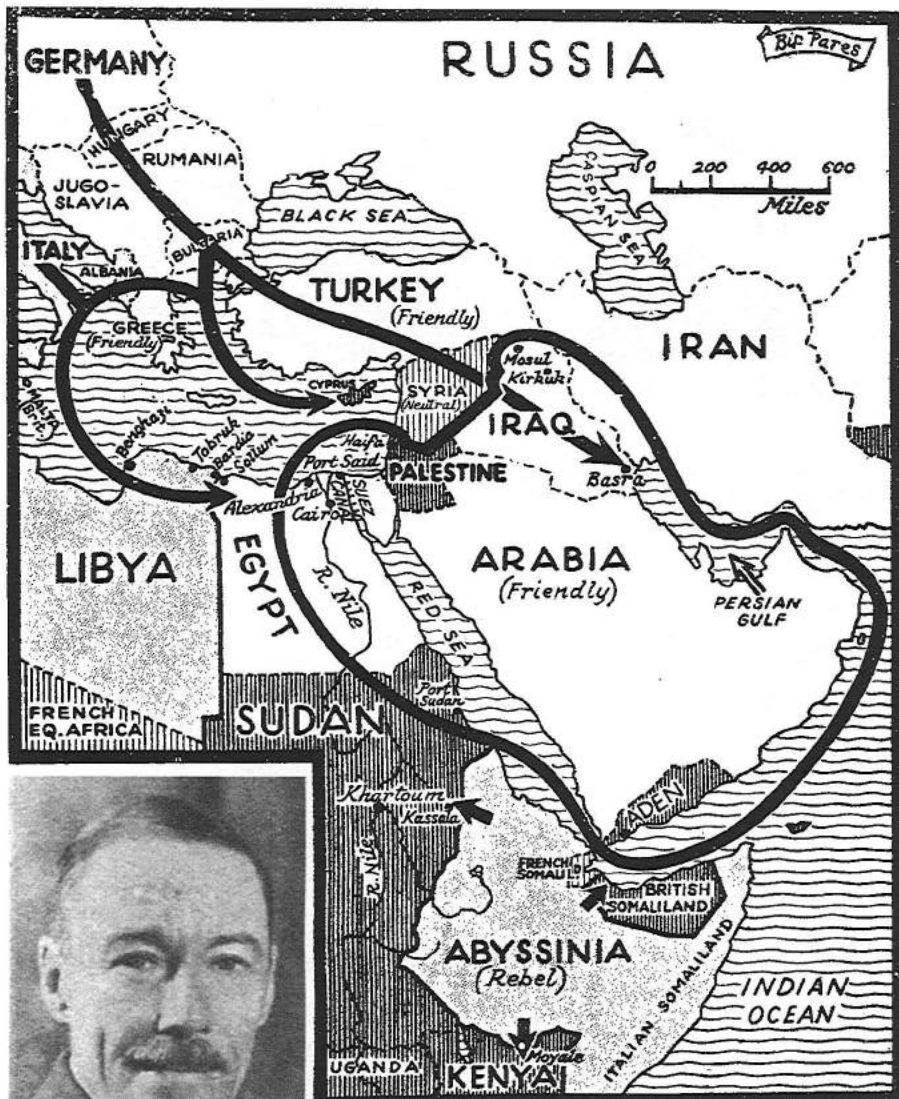 Bip Pares
GERMANY
RUSSIA
HUNGARY
RUMANIA
JUGO-
SLAVIA
CASPIAN SEA
0 200 400 600
Miles
BLACK SEA
BULGARIA
ITALY
ALBANIA
TURKEY
(Friendly)
GREECE
(Friendly)
IRAN
Mosul
Kirkuk
CYPRUS
SYRIA
(Neutral)
MALTA
Brit.
IRAQ
Benghaji
Tobruk
Bardia
Sollum
Haifa
Port Said
PALESTINE
Basra
Alexandria
SUEZ
CANAL
Cairo
LIBYA
EGYPT
ARABIA
(Friendly)
R. Nile
RED SEA
PERSIAN
GULF
FRENCH
EQ. AFRICA
SUDAN
Port
Sudan
Khartoum
Kassala
ADEN
R. Nile
FRENCH
SOMALILD.
BRITISH
SOMALILAND
ABYSSINIA
(Rebel)
ITALIAN SOMALILAND
INDIAN
OCEAN
UGANDA
KENYA
Moyale